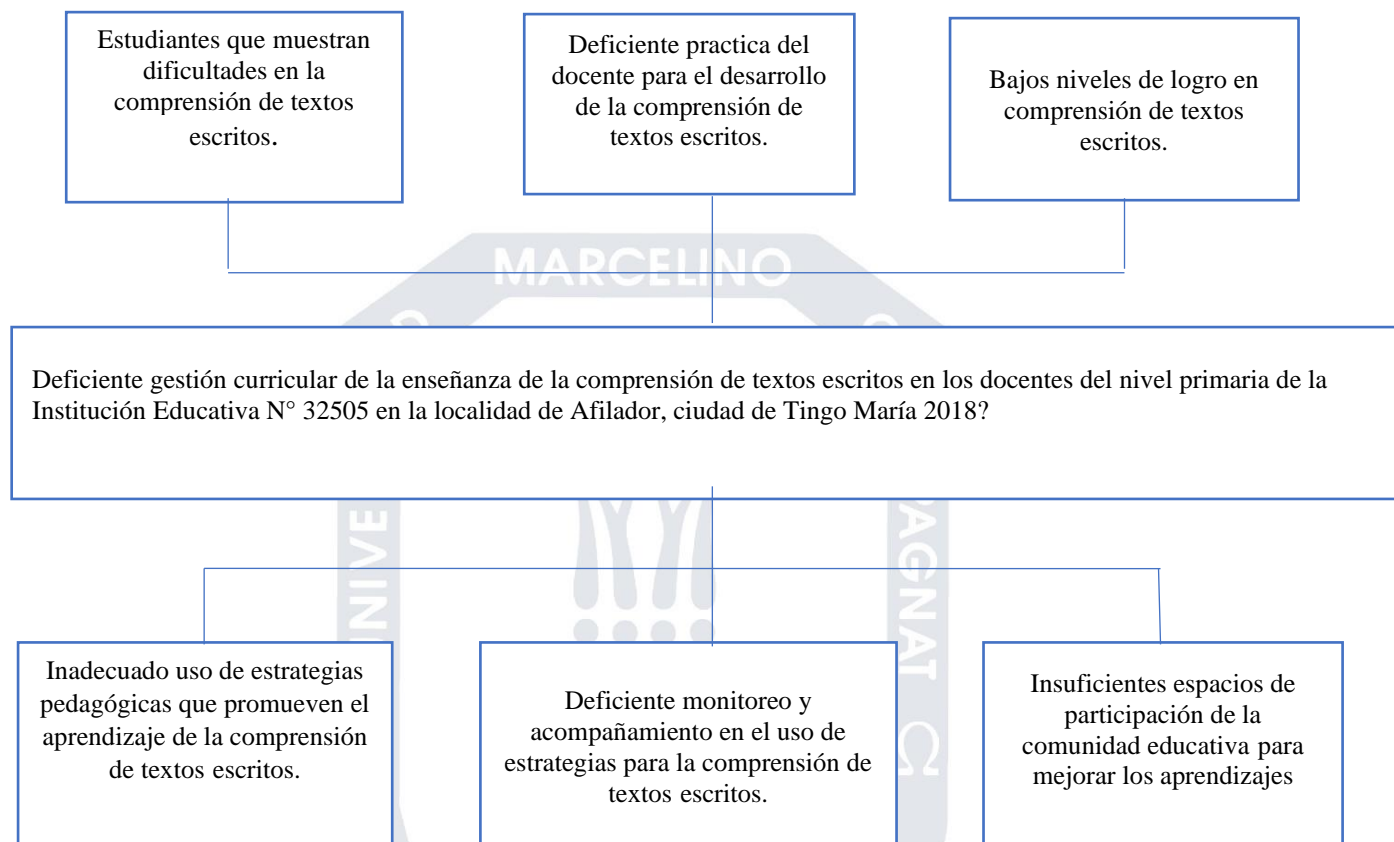 Estudiantes que muestran
dificultades en la
comprensión de textos
escritos.
Deficiente practica del
docente para el desarrollo
de la comprensión de
textos escritos.
Bajos niveles de logro en
comprensión de textos
escritos.
MARCELINO
Deficiente gestión curricular de la enseñanza de la comprensión de textos escritos en los docentes del nivel primaria de la
Institución Educativa N° 32505 en la localidad de Afilador, ciudad de Tingo María 2018?
UNIVE
PAGNAT Ω
Inadecuado uso de estrategias
pedagógicas que promueven el
aprendizaje de la comprensión
de textos escritos.
Deficiente monitoreo y
acompañamiento en el uso de
estrategias para la comprensión de
textos escritos.
Insuficientes espacios de
participación de la
comunidad educativa para
mejorar los aprendizajes